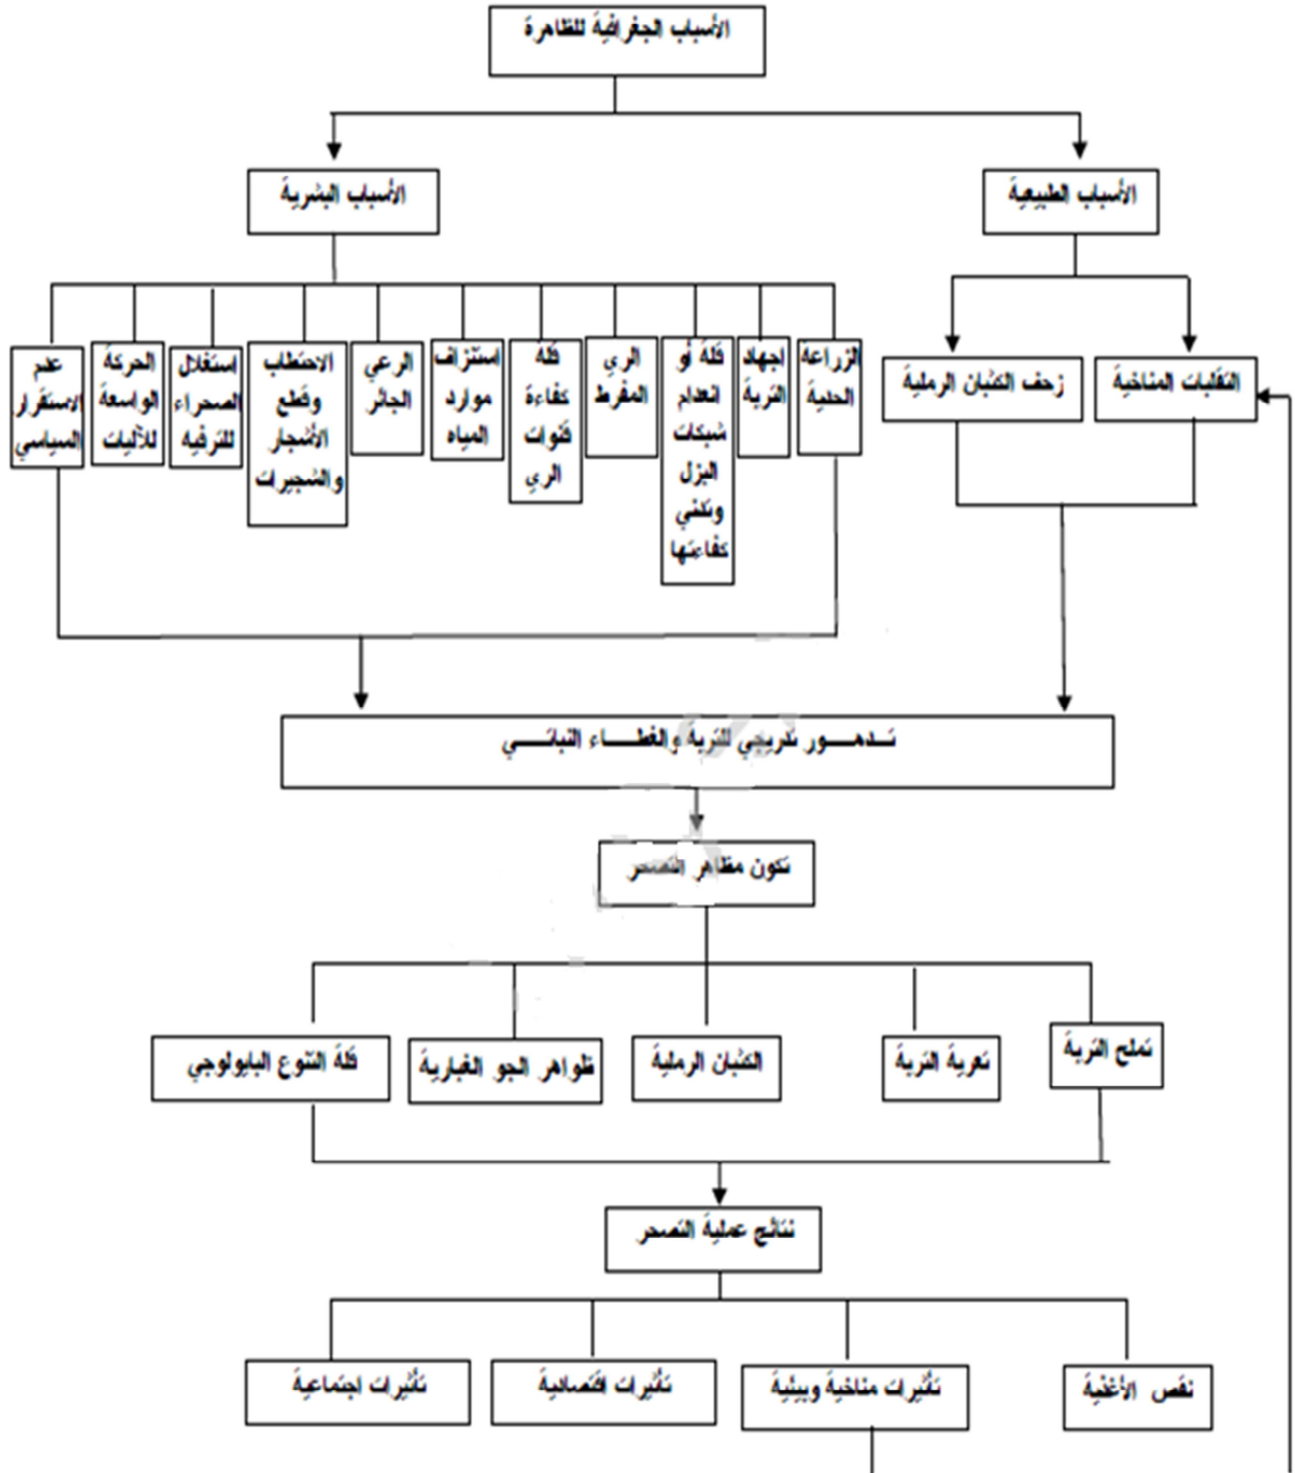 الأسباب الجغرافية للظاهرة
الأسباب الطبيعية
الأسباب البشرية
التقلبات المناخية
زحف الكثبان الرملية
الزراعة
الحدية
إجهاد
التربة
قلة أو
انعدام
شبكات
البزل
وتدني
كفاءتها
الري
المفرط
قلة
كفاءة
قنوات
الري
استنزاف
موارد
المياه
الرعي
الجائر
الاحتطاب
وقطع
الأشجار
والشجيرات
استغلال
الصحراء
للترفيه
الحركة
الواسعة
للآليات
عدم
الاستقرار
السياسي
تــدهــــور تدريجي للتربة والغطــــاء النباتــــي
تكون مظاهر التصحر
تملح التربة
تعرية التربة
الكثبان الرملية
ظواهر الجو الغبارية
قلة التنوع البايولوجي
نتائج عملية التصحر
نقص الأغذية
تأثيرات مناخية وبيئية
تأثيرات اقتصادية
تأثيرات اجتماعية